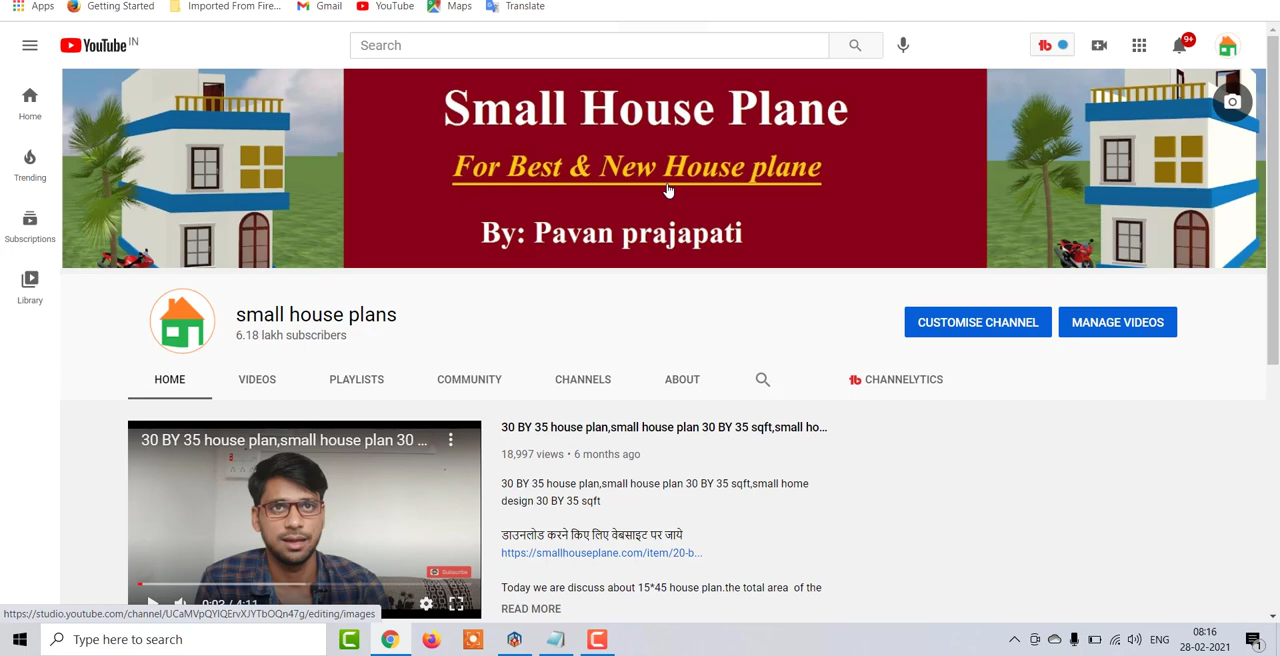 Apps Getting Started Imported From Fire... Gmail YouTube Maps Translate
YouTube IN
Search
9+
Home
Trending
Subscriptions
Library
Small House Plane
For Best & New House plane
By: Pavan prajapati
small house plans
6.18 lakh subscribers
CUSTOMISE CHANNEL MANAGE VIDEOS
HOME VIDEOS PLAYLISTS COMMUNITY CHANNELS ABOUT CHANNELYTICS
30 BY 35 house plan,small house plan 30 ...
Subscribe
0:03 / 4:11
30 BY 35 house plan,small house plan 30 BY 35 sqft,small ho...
18,997 views • 6 months ago
30 BY 35 house plan,small house plan 30 BY 35 sqft,small home
design 30 BY 35 sqft
डाउनलोड करने किए लिए वेबसाइट पर जाये
https://smallhouseplane.com/item/20-b...
Today we are discuss about 15*45 house plan.the total area of the
READ MORE
https://studio.youtube.com/channel/UCaMVpQYlQErvXJYTbOQn47g/editing/images
Type here to search
ENG
08:16
28-02-2021
1